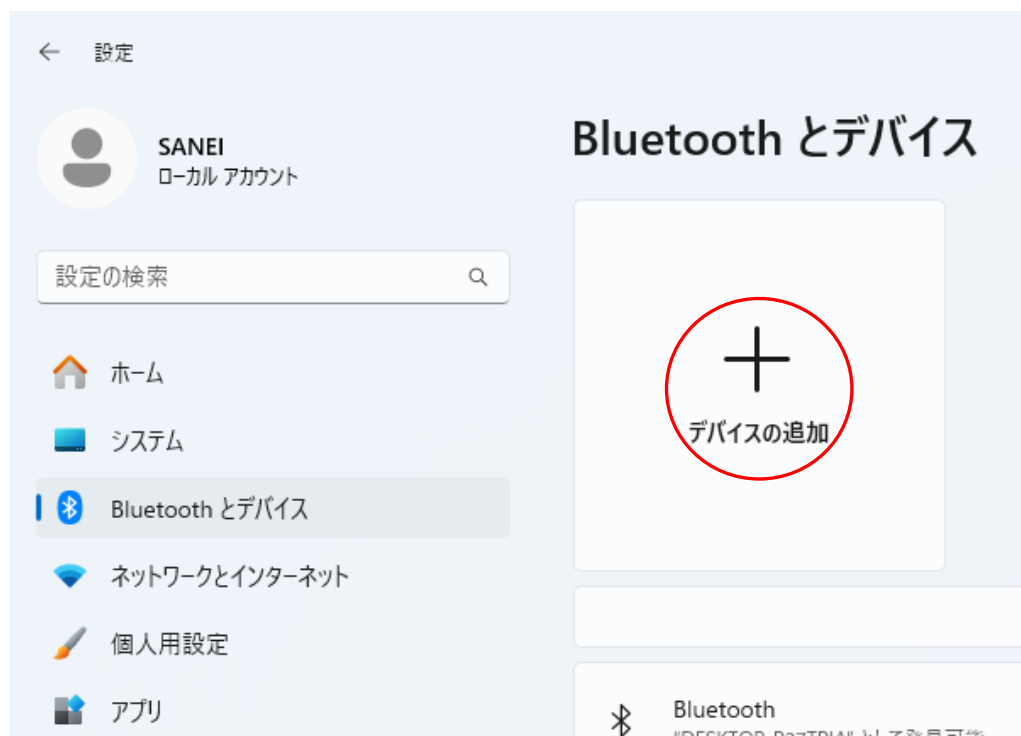 設定
SANEI
ローカル アカウント
設定の検索
ホーム
システム
Bluetooth とデバイス
ネットワークとインターネット
個人用設定
アプリ
Bluetooth とデバイス
デバイスの追加
Bluetooth